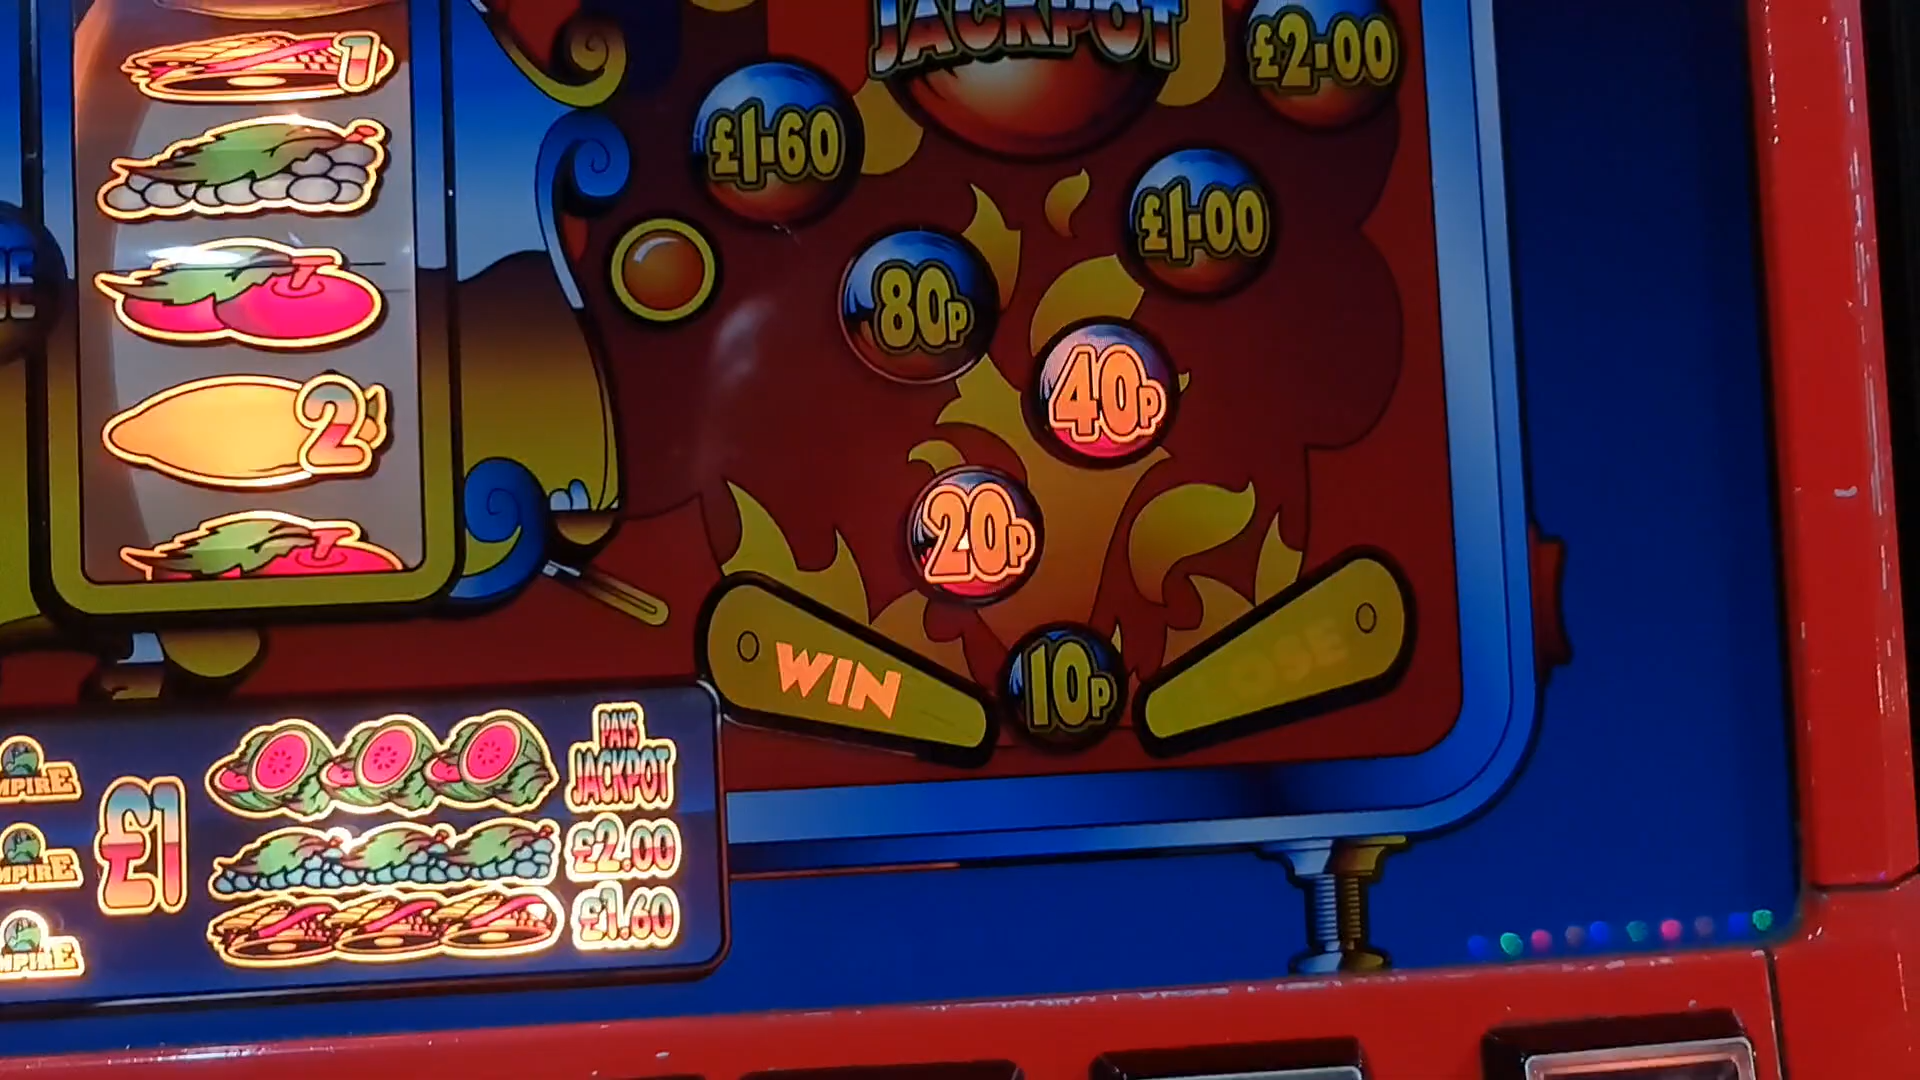 JACKPOT
£2.00
£1.60
£1.00
80p
40p
20p
10p
WIN
LOSE
1
2
£1
PAYS
JACKPOT
£2.00
£1.60